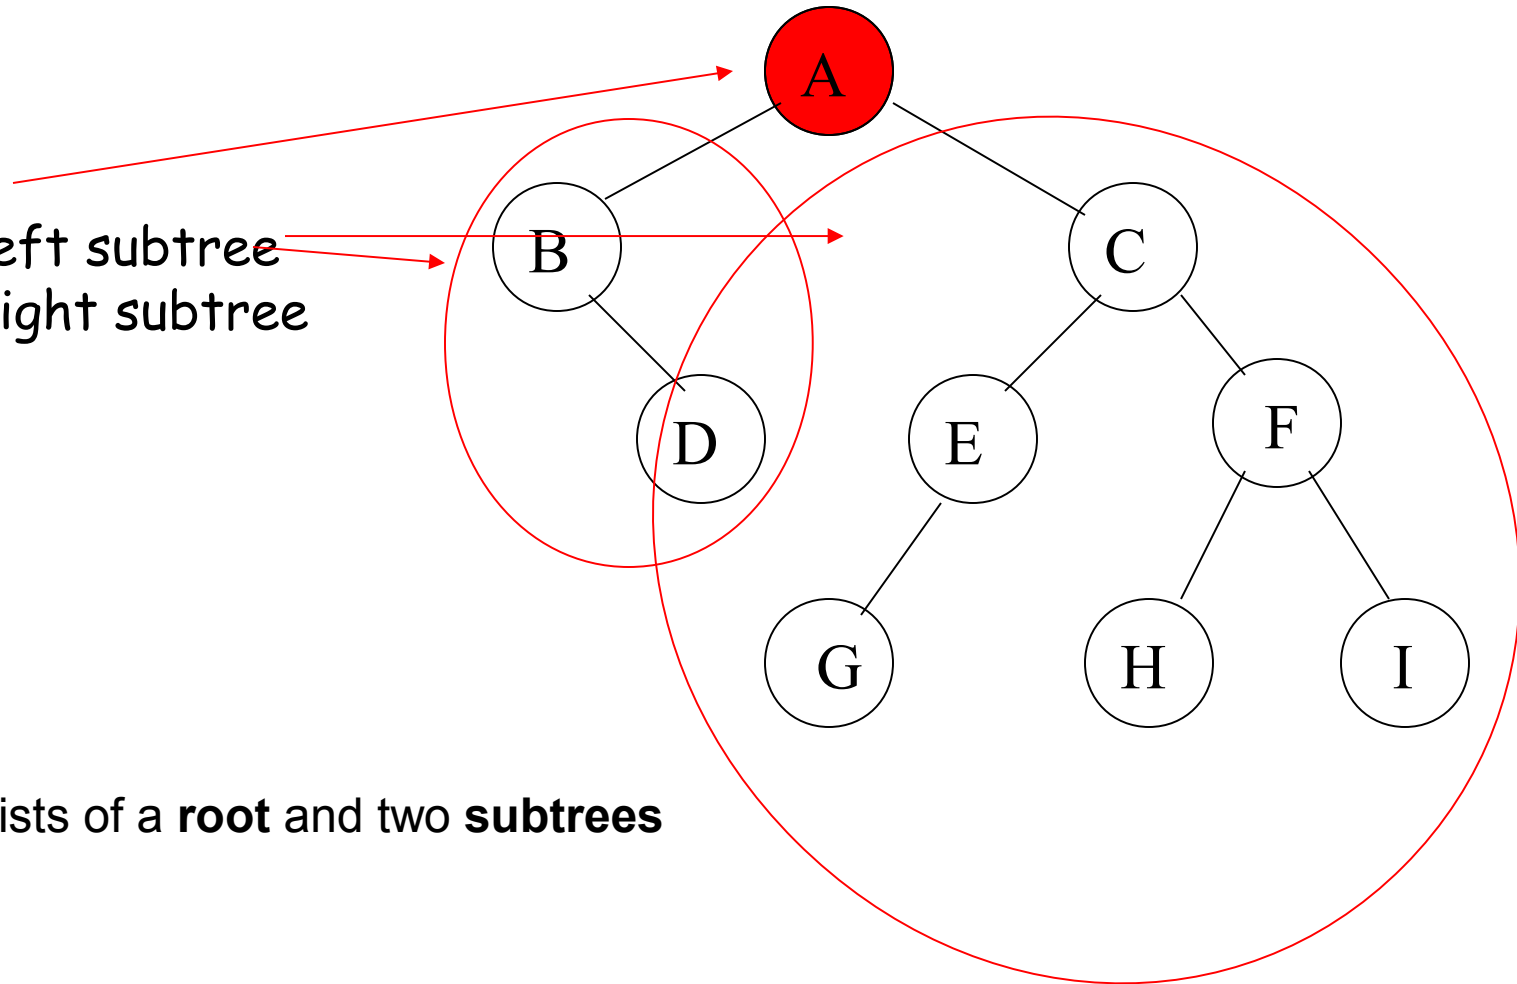 A
eft subtree
B
C
ight subtree
D
E
F
G
H
I
ists of a root and two subtrees